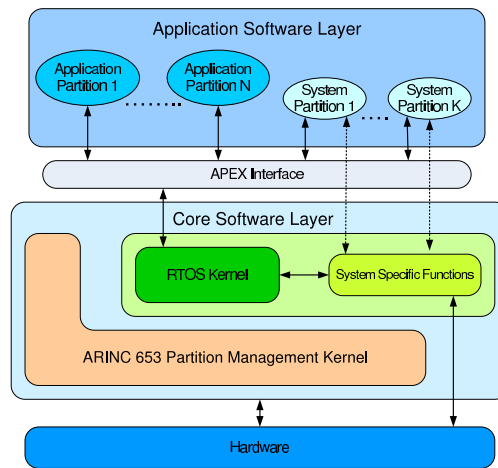 Application Software Layer
Application
Partition 1
Application
Partition N
System
Partition 1
System
Partition K
APEX Interface
Core Software Layer
RTOS Kernel
System Specific Functions
ARINC 653 Partition Management Kernel
Hardware